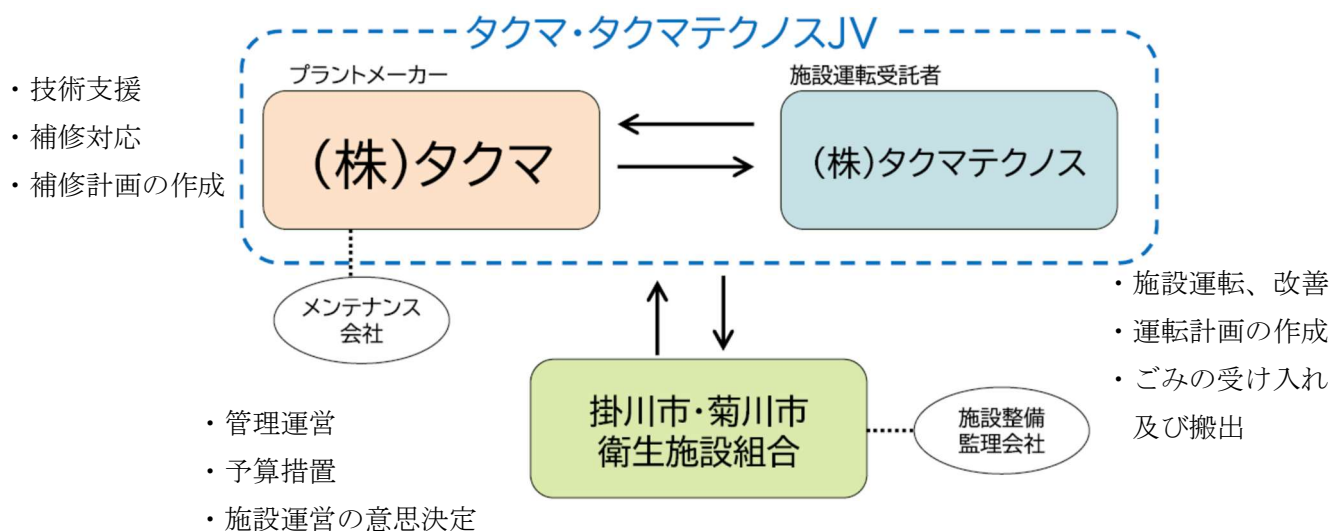 タクマ・タクマテクノスJV
プラントメーカー
(株)タクマ
施設運転受託者
(株)タクマテクノス
・技術支援
・補修対応
・補修計画の作成
メンテナンス
会社
・施設運転、改善
・運転計画の作成
・ごみの受け入れ
及び搬出
掛川市・菊川市
衛生施設組合
施設整備
監理会社
・管理運営
・予算措置
・施設運営の意思決定